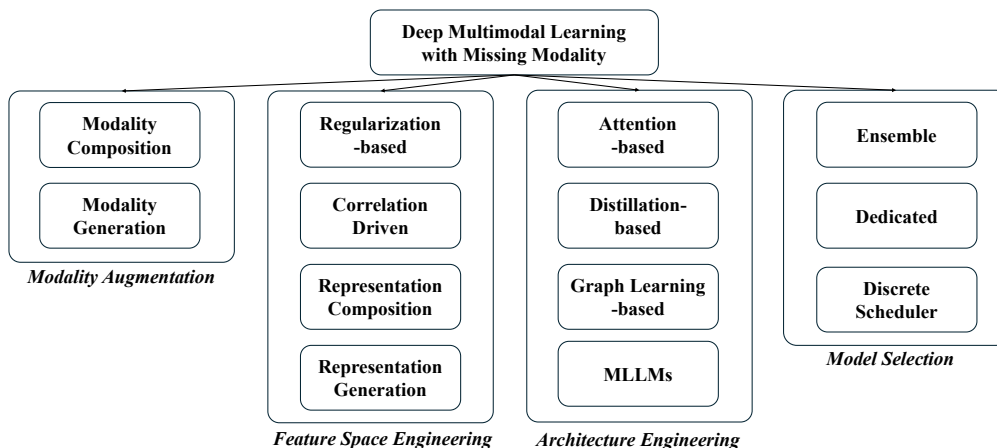 Deep Multimodal Learning
with Missing Modality
Modality
Composition
Modality
Generation
Modality Augmentation
Regularization
-based
Correlation
Driven
Representation
Composition
Representation
Generation
Feature Space Engineering
Attention
-based
Distillation-
based
Graph Learning
-based
MLLMs
Architecture Engineering
Ensemble
Dedicated
Discrete
Scheduler
Model Selection